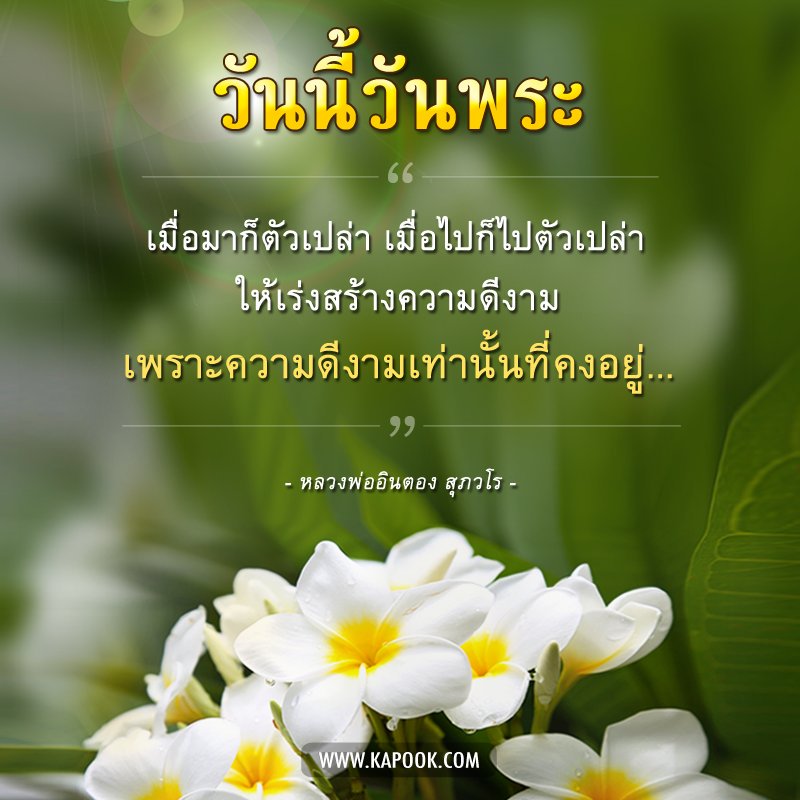 วันนี้วันพระ
“
เมื่อมาก็ตัวเปล่า เมื่อไปก็ไปตัวเปล่า
ให้เร่งสร้างความดีงาม
เพราะความดีงามเท่านั้นที่คงอยู่...
”
- หลวงพ่ออินตอง สุภวโร -
WWW.KAPOOK.COM